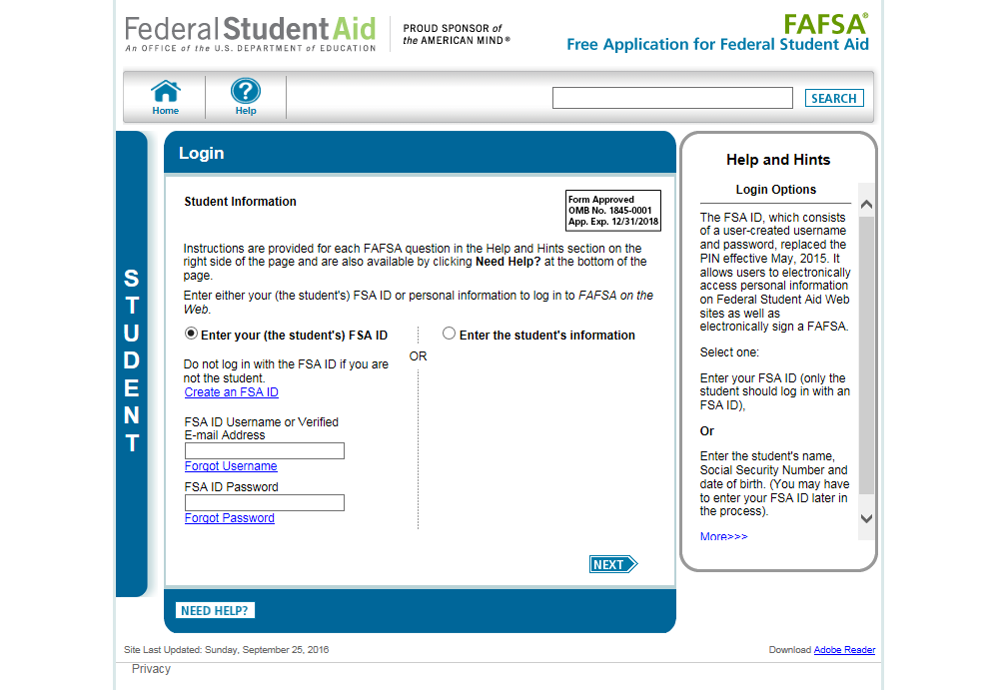 Federal Student Aid
An OFFICE of the U.S. DEPARTMENT of EDUCATION
PROUD SPONSOR of
the AMERICAN MIND®
FAFSA®
Free Application for Federal Student Aid
Home
Help
SEARCH
STUDENT
Login
Student Information
Form Approved
OMB No. 1845-0001
App. Exp. 12/31/2018
Instructions are provided for each FAFSA question in the Help and Hints section on the
right side of the page and are also available by clicking Need Help? at the bottom of the
page.
Enter either your (the student's) FSA ID or personal information to log in to FAFSA on the
Web.
Enter your (the student's) FSA ID
OR
Enter the student's information
Do not log in with the FSA ID if you are
not the student.
Create an FSA ID
FSA ID Username or Verified
E-mail Address
Forgot Username
FSA ID Password
Forgot Password
NEXT
NEED HELP?
Help and Hints
Login Options
The FSA ID, which consists
of a user-created username
and password, replaced the
PIN effective May, 2015. It
allows users to electronically
access personal information
on Federal Student Aid Web
sites as well as
electronically sign a FAFSA.
Select one:
Enter your FSA ID (only the
student should log in with an
FSA ID),
Or
Enter the student's name,
Social Security Number and
date of birth. (You may have
to enter your FSA ID later in
the process).
More>>>
Site Last Updated: Sunday, September 25, 2016
Download Adobe Reader
Privacy